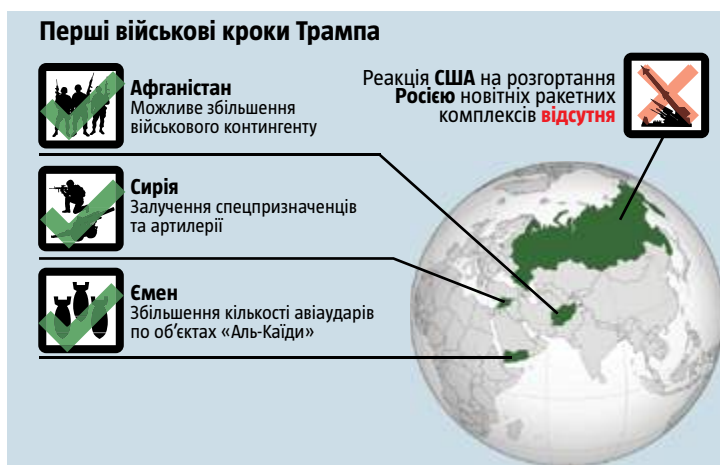 Перші військові кроки Трампа
Афганістан
Можливе збільшення
військового контингенту
Реакція США на розгортання
Росією новітніх ракетних
комплексів відсутня
Сирія
Залучення спецпризначенців
та артилерії
Ємен
Збільшення кількості авіаударів
по об’єктах «Аль-Каїди»